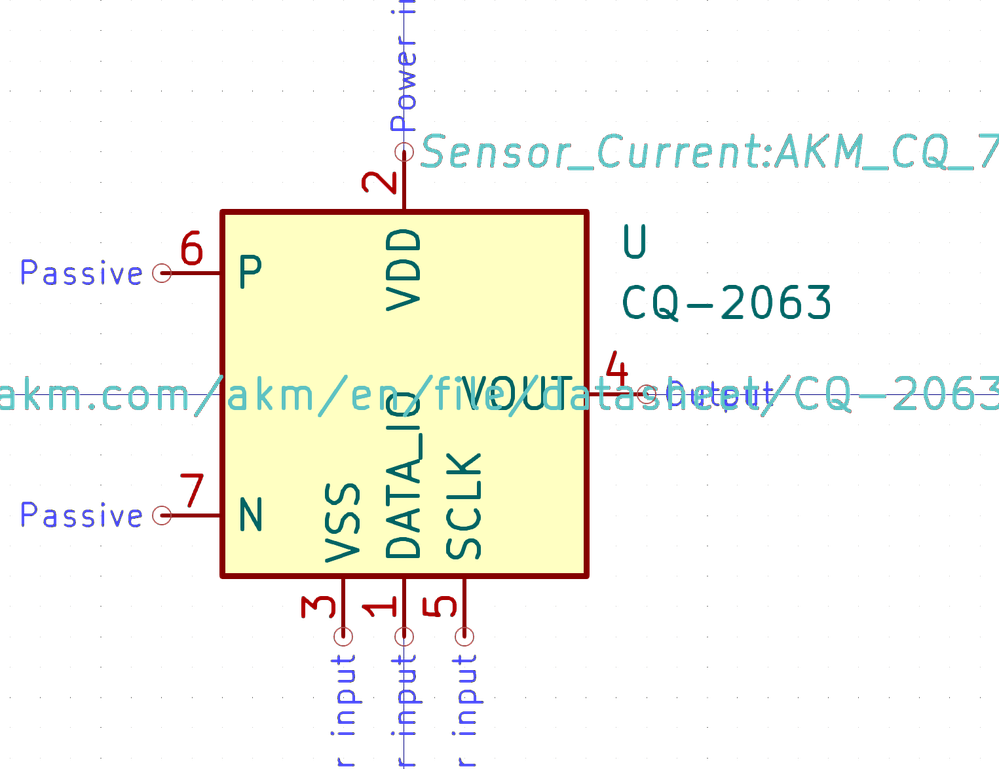 Power in
Sensor_Current:AKM_CQ_7
2
6
Passive
P
VDD
U
CQ-2063
4
akm.com/akm/en/file/datasheet/CQ-2063
VOUT
Output
7
Passive
N
VSS
DATA_IO
SCLK
3
1
5
r input
r input
r input